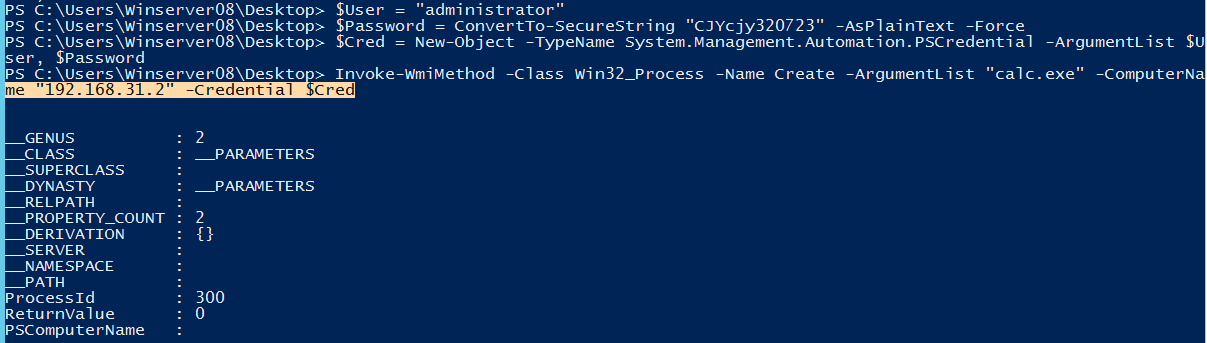 PS C:\Users\Winserver08\Desktop> $User = "administrator"
PS C:\Users\Winserver08\Desktop> $Password = ConvertTo-SecureString "CJYcjy320723" -AsPlainText -Force
PS C:\Users\Winserver08\Desktop> $Cred = New-Object -TypeName System.Management.Automation.PSCredential -ArgumentList $U
ser, $Password
PS C:\Users\Winserver08\Desktop> Invoke-WmiMethod -Class Win32_Process -Name Create -ArgumentList "calc.exe" -ComputerNa
me "192.168.31.2" -Credential $Cred
__GENUS : 2
__CLASS : __PARAMETERS
__SUPERCLASS :
__DYNASTY : __PARAMETERS
__RELPATH :
__PROPERTY_COUNT : 2
__DERIVATION : {}
__SERVER :
__NAMESPACE :
__PATH :
ProcessId : 300
ReturnValue : 0
PSComputerName :